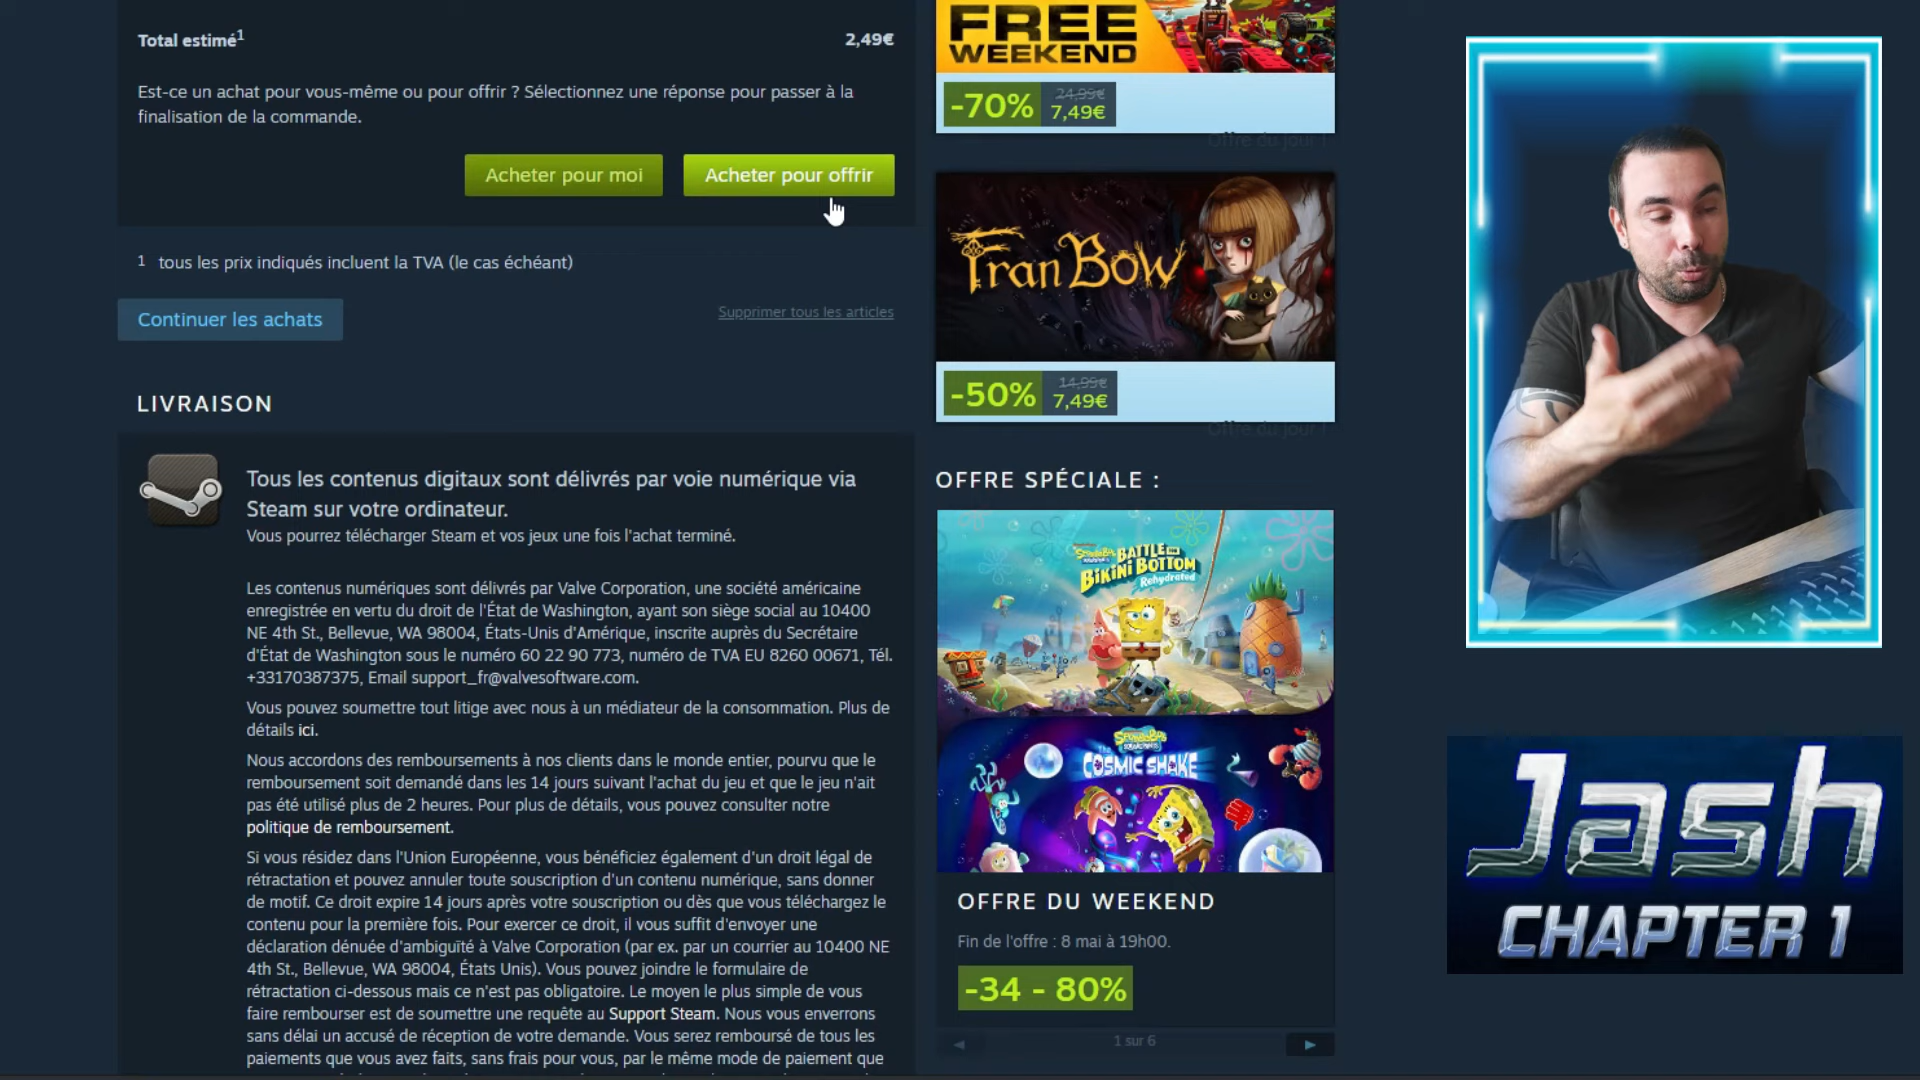 Total estimé1
2,49€
Est-ce un achat pour vous-même ou pour offrir ? Sélectionnez une réponse pour passer à la
finalisation de la commande.
Acheter pour moi
Acheter pour offrir
1 tous les prix indiqués incluent la TVA (le cas échéant)
Continuer les achats
Supprimer tous les articles
LIVRAISON
Tous les contenus digitaux sont délivrés par voie numérique via
Steam sur votre ordinateur.
Vous pourrez télécharger Steam et vos jeux une fois l'achat terminé.
Les contenus numériques sont délivrés par Valve Corporation, une société américaine
enregistrée en vertu du droit de l'État de Washington, ayant son siège social au 10400
NE 4th St., Bellevue, WA 98004, États-Unis d'Amérique, inscrite auprès du Secrétaire
d'État de Washington sous le numéro 60 22 90 773, numéro de TVA EU 8260 00671, Tél.
+33170387375, Email support_fr@valvesoftware.com.
Vous pouvez soumettre tout litige avec nous à un médiateur de la consommation. Plus de
détails ici.
Nous accordons des remboursements à nos clients dans le monde entier, pourvu que le
remboursement soit demandé dans les 14 jours suivant l'achat du jeu et que le jeu n'ait
pas été utilisé plus de 2 heures. Pour plus de détails, vous pouvez consulter notre
politique de remboursement.
Si vous résidez dans l'Union Européenne, vous bénéficiez également d'un droit légal de
rétractation et pouvez annuler toute souscription d'un contenu numérique, sans donner
de motif. Ce droit expire 14 jours après votre souscription ou dès que vous téléchargez le
contenu pour la première fois. Pour exercer ce droit, il vous suffit d'envoyer une
déclaration dénuée d'ambiguïté à Valve Corporation (par ex. par un courrier au 10400 NE
4th St., Bellevue, WA 98004, États Unis). Vous pouvez joindre le formulaire de
rétractation ci-dessous mais ce n'est pas obligatoire. Le moyen le plus simple de vous
faire rembourser est de soumettre une requête au Support Steam. Nous vous enverrons
sans délai un accusé de réception de votre demande. Vous serez remboursé de tous les
paiements que vous avez faits, sans frais pour vous, par le même mode de paiement que
FREE
WEEKEND
-70%
24,99€
7,49€
Offre du jour !
Fran Bow
-50%
14,99€
7,49€
Offre du jour !
OFFRE SPÉCIALE :
SpongeBob
BATTLE FOR
BIKINI BOTTOM
Rehydrated
SpongeBob
SQUAREPANTS
The
COSMIC SHAKE
OFFRE DU WEEKEND
Fin de l'offre : 8 mai à 19h00.
-34 - 80%
1 sur 6
Jash
CHAPTER 1